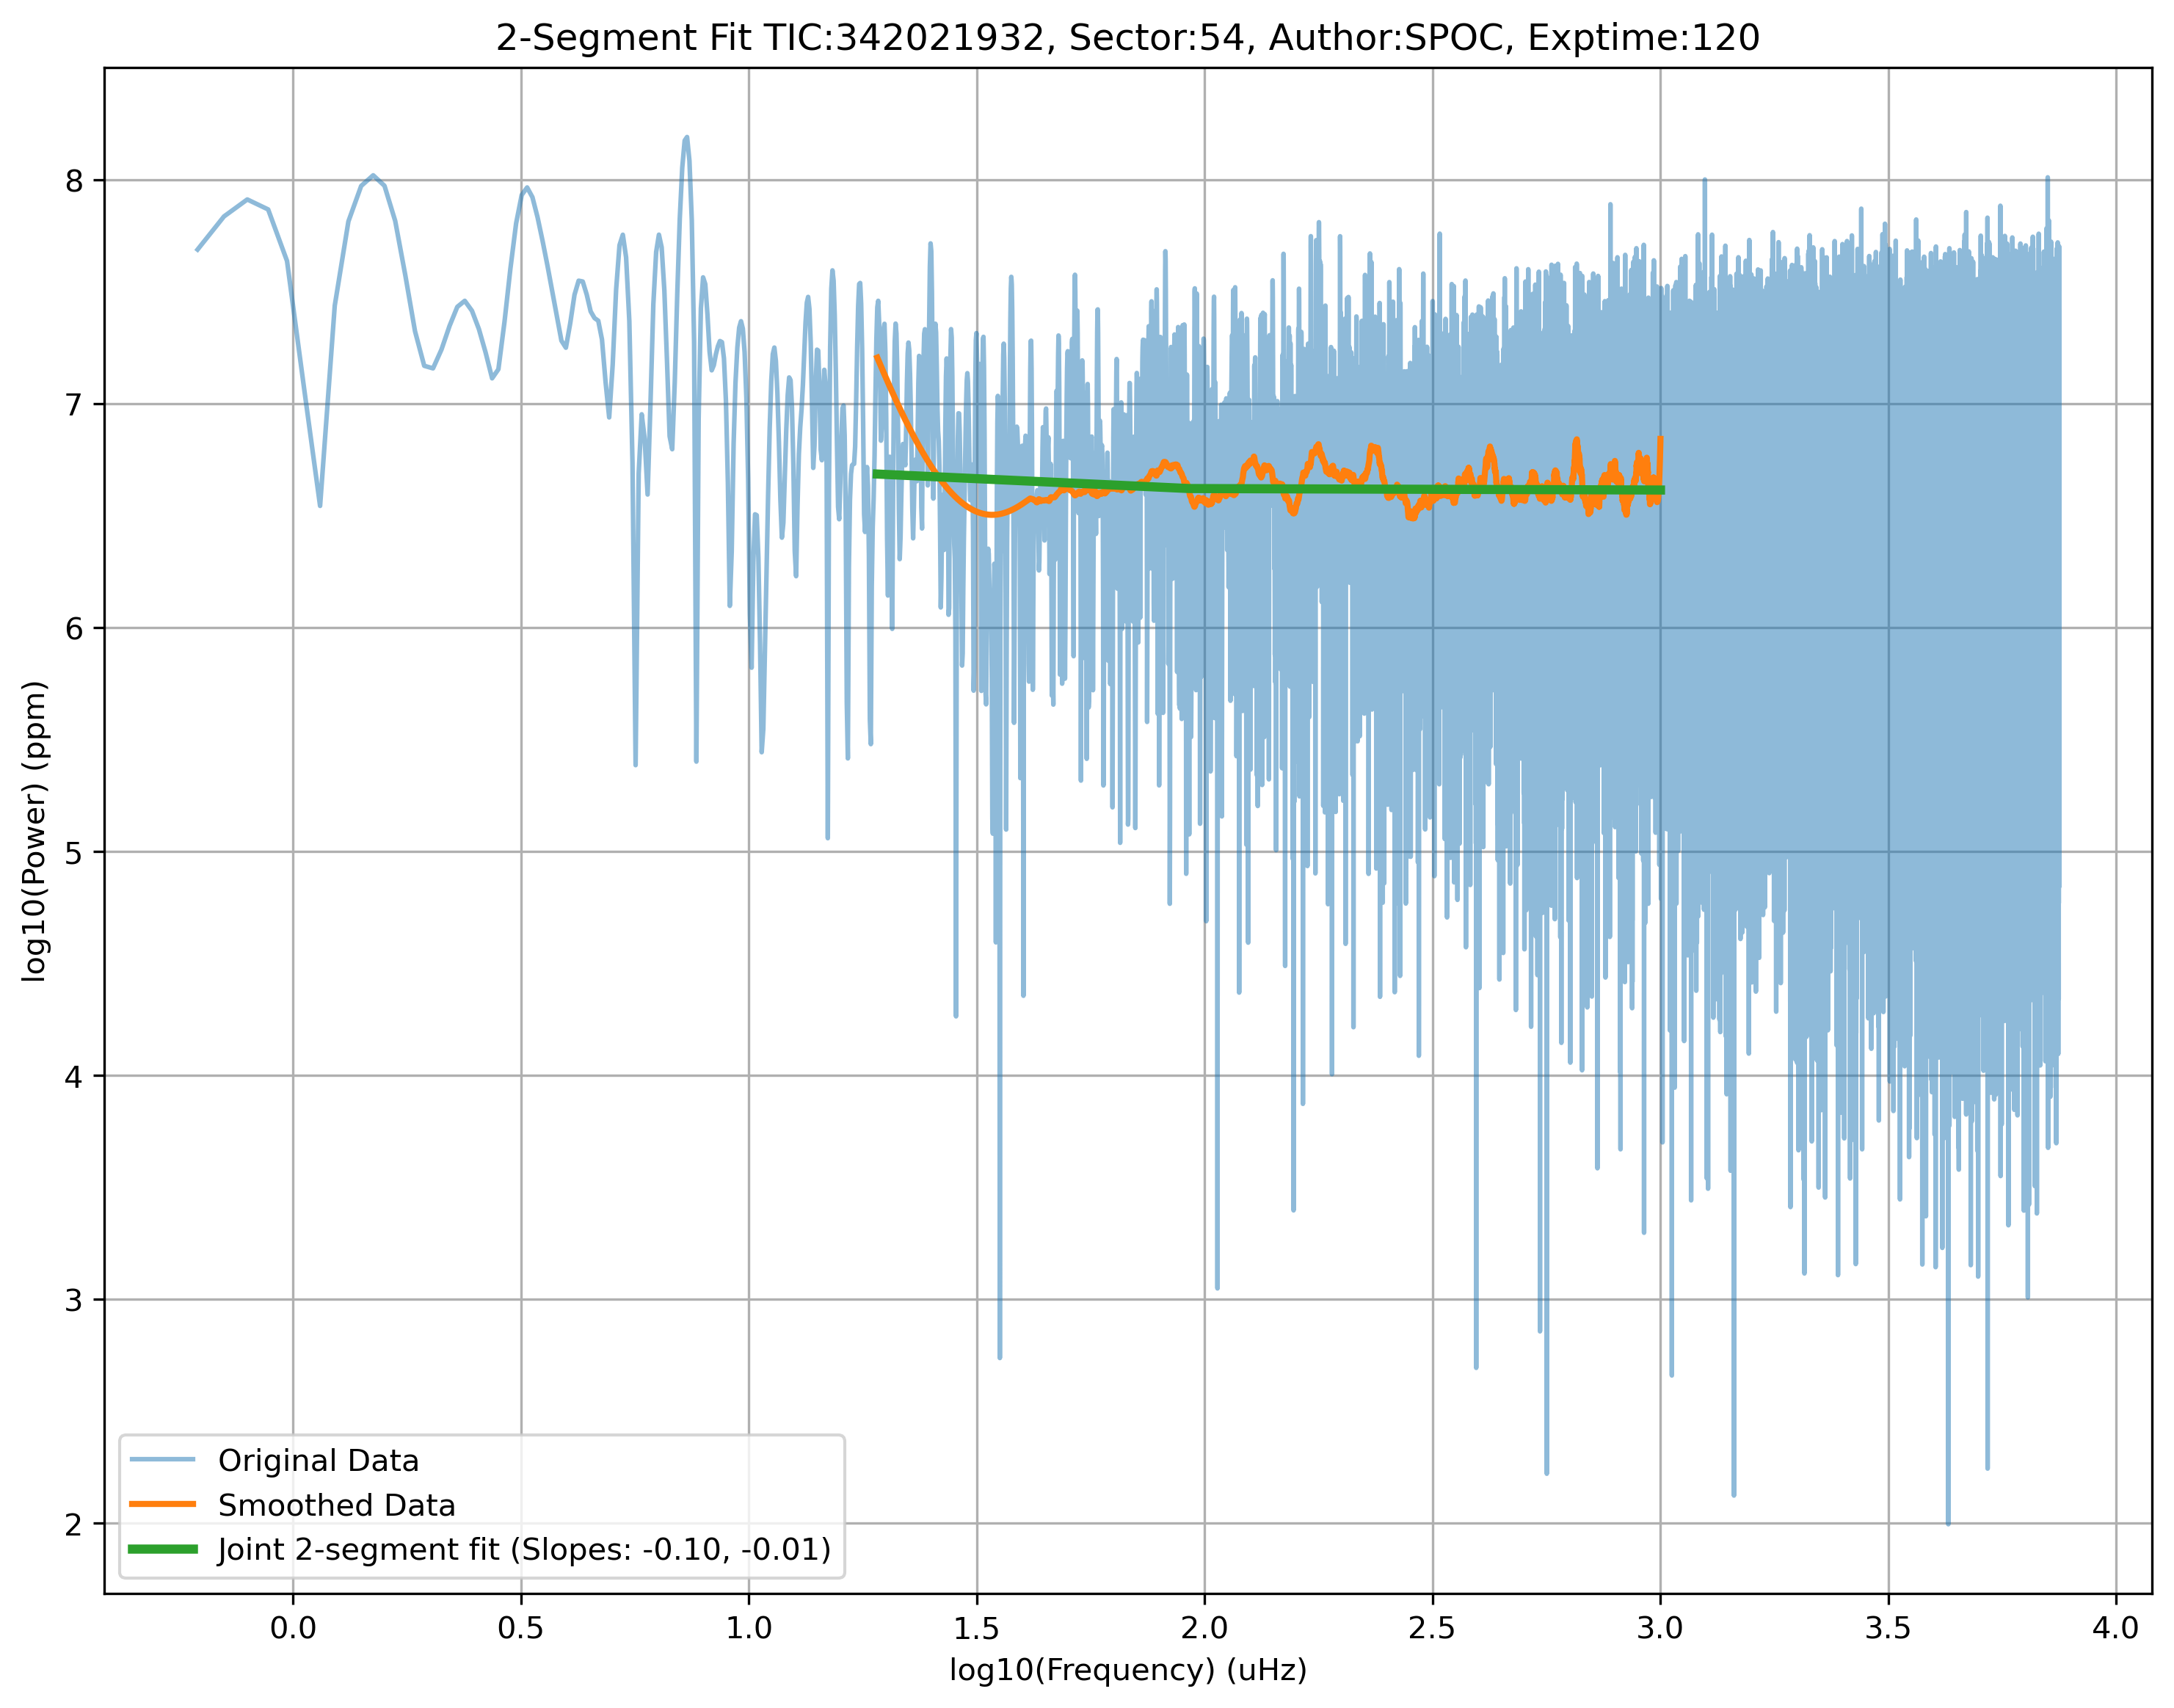 2-Segment Fit TIC:342021932, Sector:54, Author:SPOC, Exptime:120
log10(Power) (ppm)
8
7
6
5
4
3
2
Original Data
Smoothed Data
Joint 2-segment fit (Slopes: -0.10, -0.01)
0.0 0.5 1.0 1.5 2.0 2.5 3.0 3.5 4.0
log10(Frequency) (uHz)